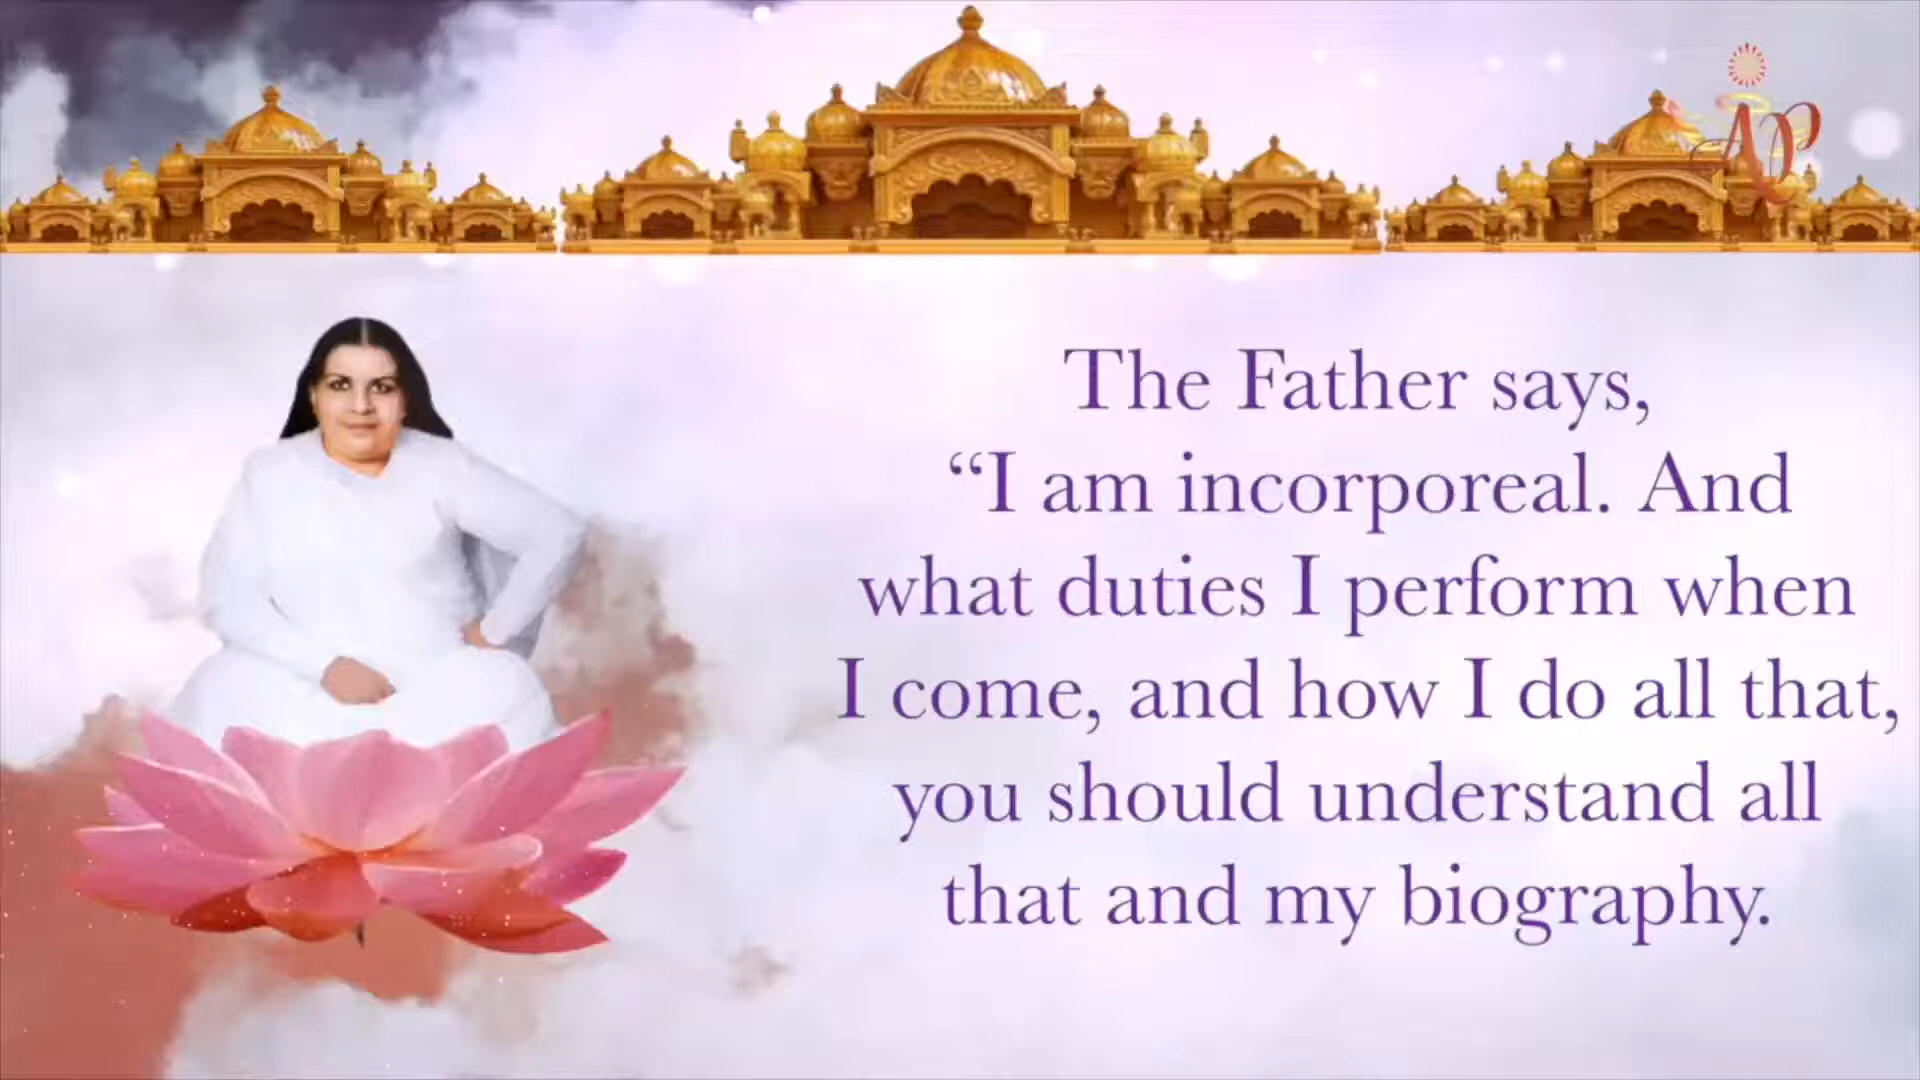 AP
The Father says,
“I am incorporeal. And
what duties I perform when
I come, and how I do all that,
you should understand all
that and my biography.